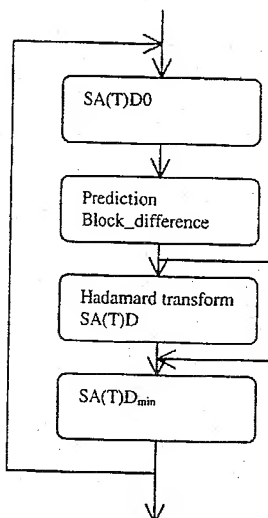 SA(T)D0
Prediction
Block_difference
Hadamard transform
SA(T)D
SA(T)Dmin